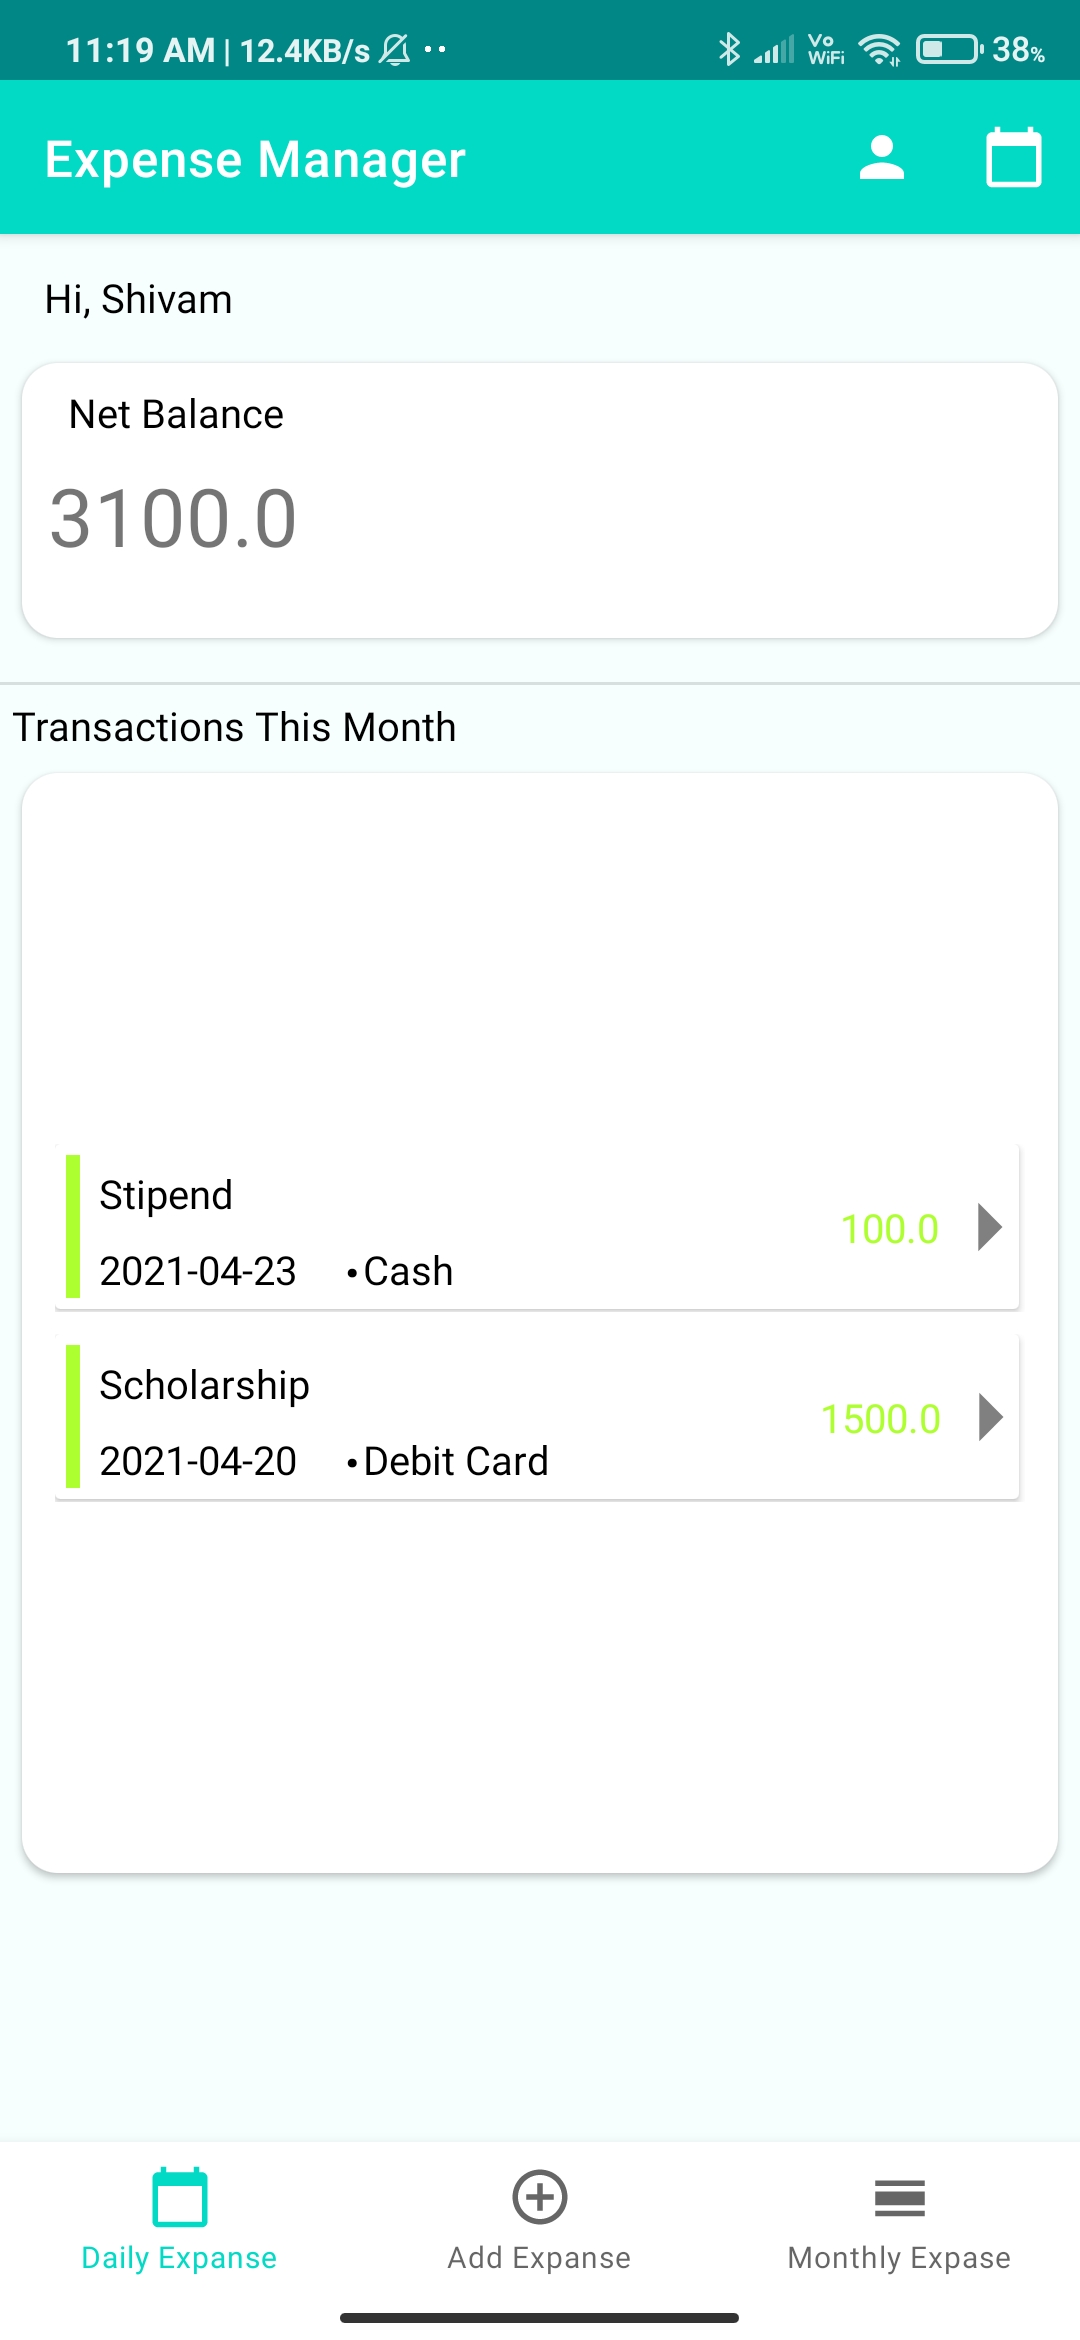 11:19 AM | 12.4KB/s
Vo WiFi
38%
Expense Manager
Hi, Shivam
Net Balance
3100.0
Transactions This Month
Stipend
100.0
2021-04-23 •Cash
Scholarship
1500.0
2021-04-20 •Debit Card
Daily Expanse
Add Expanse
Monthly Expase